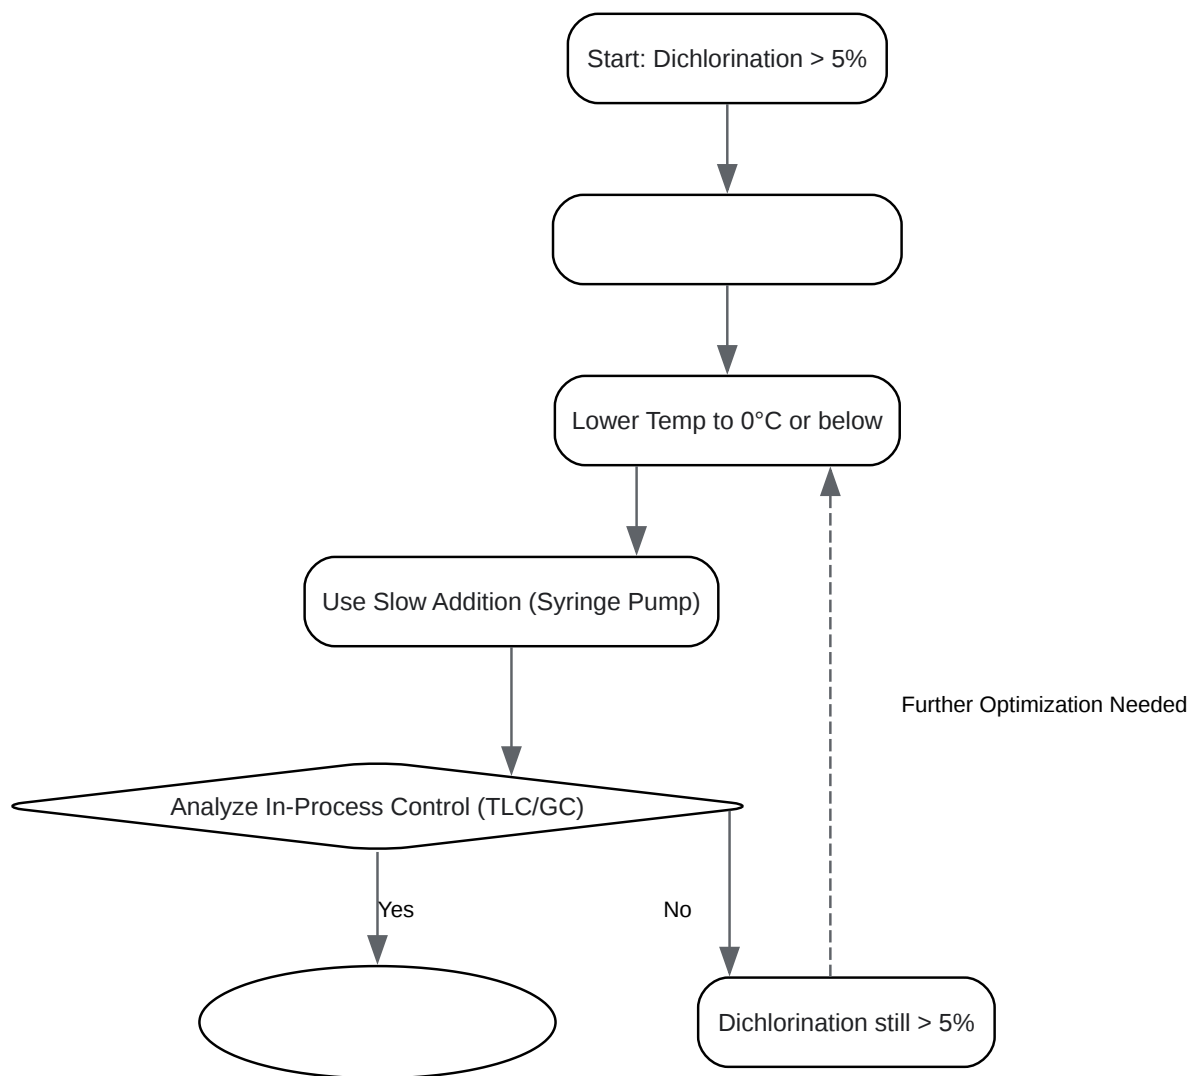 Start: Dichlorination > 5%
Lower Temp to 0°C or below
Use Slow Addition (Syringe Pump)
Further Optimization Needed
Analyze In-Process Control (TLC/GC)
Yes
No
Dichlorination still > 5%